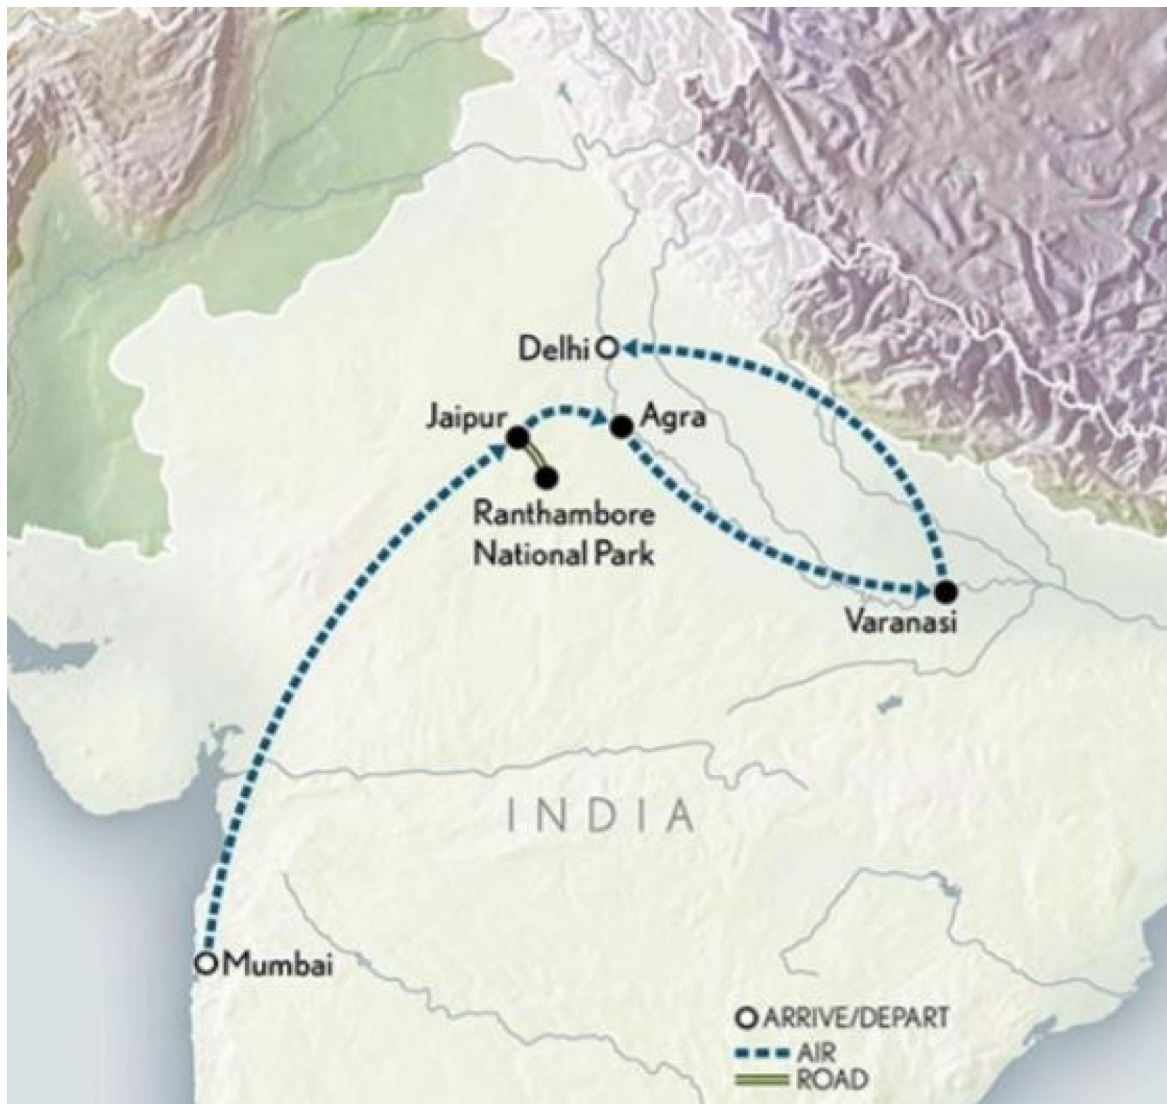 Delhi
Jaipur
Agra
Ranthambore
National Park
Varanasi
INDIA
Mumbai
ARRIVE/DEPART
AIR
ROAD